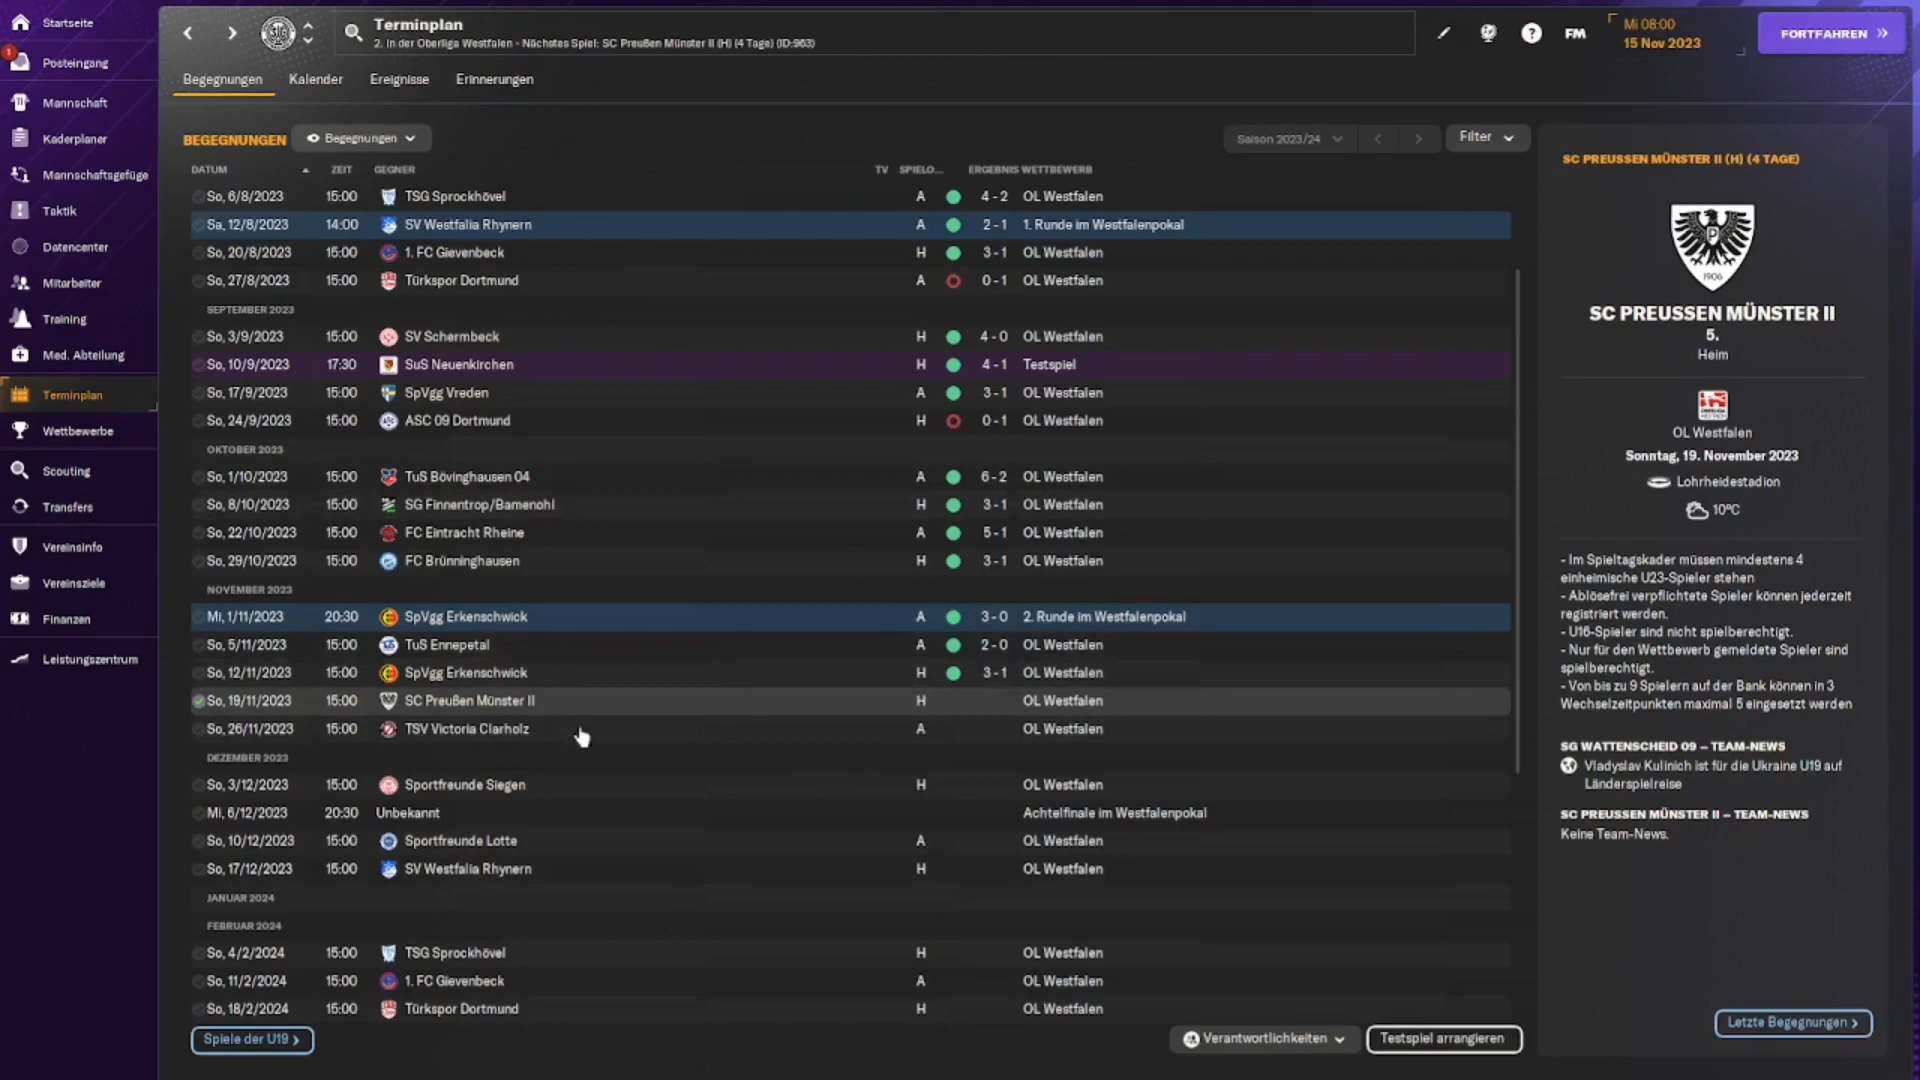 Startseite
1
Posteingang
Mannschaft
Kaderplaner
Mannschaftsgefüge
Taktik
Datencenter
Mitarbeiter
Training
Med. Abteilung
Terminplan
Wettbewerbe
Scouting
Transfers
Vereinsinfo
Vereinsziele
Finanzen
Leistungszentrum
Terminplan
2. in der Oberliga Westfalen - Nächstes Spiel: SC Preußen Münster II (H) (4 Tage) (ID:963)
FM
Mi 08:00
15 Nov 2023
FORTFAHREN
Begegnungen Kalender Ereignisse Erinnerungen
BEGEGNUNGEN Begegnungen Saison 2023/24 Filter
DATUM ZEIT GEGNER TV SPIELO... ERGEBNIS WETTBEWERB
So, 6/8/2023 15:00 TSG Sprockhövel A 4 - 2 OL Westfalen
Sa, 12/8/2023 14:00 SV Westfalia Rhynern A 2 - 1 1. Runde im Westfalenpokal
So, 20/8/2023 15:00 1. FC Gievenbeck H 3 - 1 OL Westfalen
So, 27/8/2023 15:00 Türkspor Dortmund A 0 - 1 OL Westfalen
SEPTEMBER 2023
So, 3/9/2023 15:00 SV Schermbeck H 4 - 0 OL Westfalen
So, 10/9/2023 17:30 SuS Neuenkirchen H 4 - 1 Testspiel
So, 17/9/2023 15:00 SpVgg Vreden A 3 - 1 OL Westfalen
So, 24/9/2023 15:00 ASC 09 Dortmund H 0 - 1 OL Westfalen
OKTOBER 2023
So, 1/10/2023 15:00 TuS Bövinghausen 04 A 6 - 2 OL Westfalen
So, 8/10/2023 15:00 SG Finnentrop/Bamenohl H 3 - 1 OL Westfalen
So, 22/10/2023 15:00 FC Eintracht Rheine A 5 - 1 OL Westfalen
So, 29/10/2023 15:00 FC Brünninghausen H 3 - 1 OL Westfalen
NOVEMBER 2023
Mi, 1/11/2023 20:30 SpVgg Erkenschwick A 3 - 0 2. Runde im Westfalenpokal
So, 5/11/2023 15:00 TuS Ennepetal A 2 - 0 OL Westfalen
So, 12/11/2023 15:00 SpVgg Erkenschwick H 3 - 1 OL Westfalen
So, 19/11/2023 15:00 SC Preußen Münster II H OL Westfalen
So, 26/11/2023 15:00 TSV Victoria Clarholz A OL Westfalen
DEZEMBER 2023
So, 3/12/2023 15:00 Sportfreunde Siegen H OL Westfalen
Mi, 6/12/2023 20:30 Unbekannt Achtelfinale im Westfalenpokal
So, 10/12/2023 15:00 Sportfreunde Lotte A OL Westfalen
So, 17/12/2023 15:00 SV Westfalia Rhynern H OL Westfalen
JANUAR 2024
FEBRUAR 2024
So, 4/2/2024 15:00 TSG Sprockhövel H OL Westfalen
So, 11/2/2024 15:00 1. FC Gievenbeck A OL Westfalen
So, 18/2/2024 15:00 Türkspor Dortmund H OL Westfalen
Spiele der U19 Verantwortlichkeiten Testspiel arrangieren
SC PREUSSEN MÜNSTER II (H) (4 TAGE)
P
1906
SC PREUSSEN MÜNSTER II
5.
Heim
OL Westfalen
Sonntag, 19. November 2023
Lohrheidestadion
10°C
- Im Spieltagskader müssen mindestens 4
einheimische U23-Spieler stehen
- Ablösefrei verpflichtete Spieler können jederzeit
registriert werden.
- U16-Spieler sind nicht spielberechtigt.
- Nur für den Wettbewerb gemeldete Spieler sind
spielberechtigt.
- Von bis zu 9 Spielern auf der Bank können in 3
Wechselzeitpunkten maximal 5 eingesetzt werden
SG WATTENSCHEID 09 – TEAM-NEWS
Vladyslav Kulinich ist für die Ukraine U19 auf
Länderspielreise
SC PREUSSEN MÜNSTER II – TEAM-NEWS
Keine Team-News.
Letzte Begegnungen